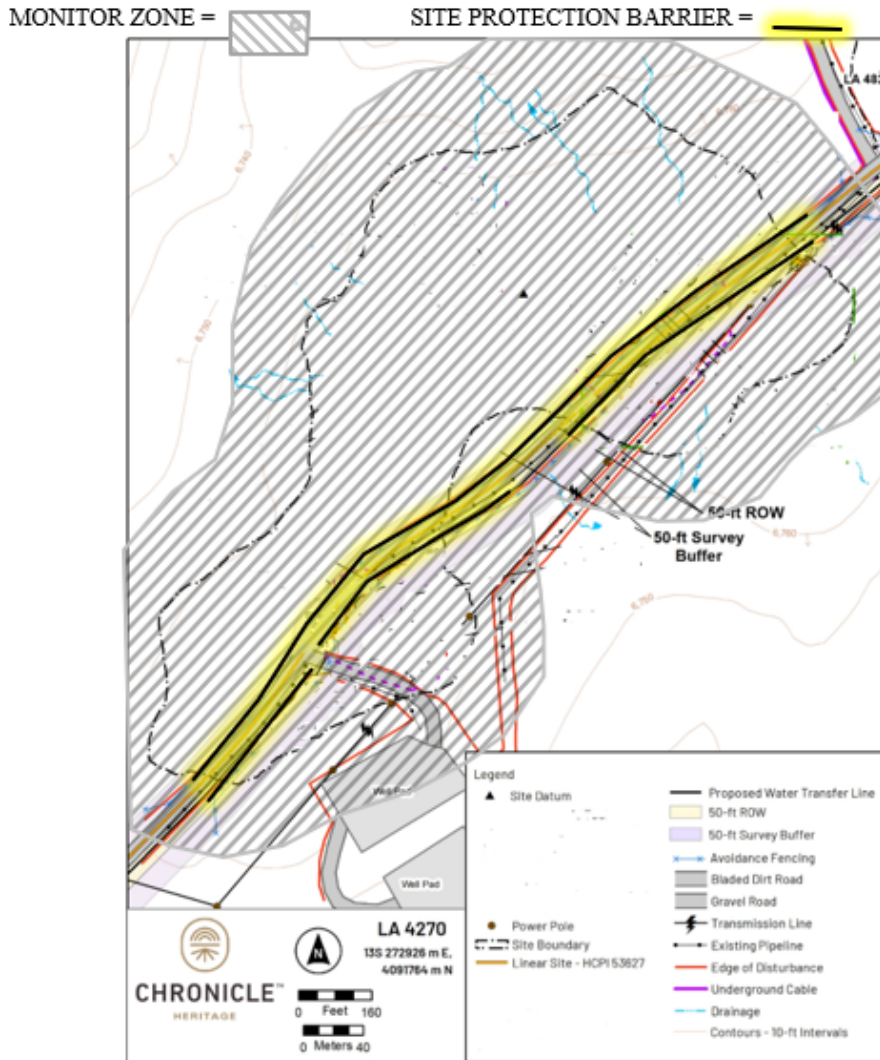 MONITOR ZONE =
SITE PROTECTION BARRIER =
6,740
6,750
6,760
50-ft ROW
50-ft Survey
Buffer
6,760
Well Pad
Well Pad
Legend
Site Datum
Power Pole
Site Boundary
Linear Site - HCPI 53627
Proposed Water Transfer Line
50-ft ROW
50-ft Survey Buffer
Avoidance Fencing
Bladed Dirt Road
Gravel Road
Transmission Line
Existing Pipeline
Edge of Disturbance
Underground Cable
Drainage
Contours - 10-ft Intervals
CHRONICLE™
HERITAGE
N
LA 4270
13S 272926 m E,
4091764 m N
0 Feet 160
0 Meters 40